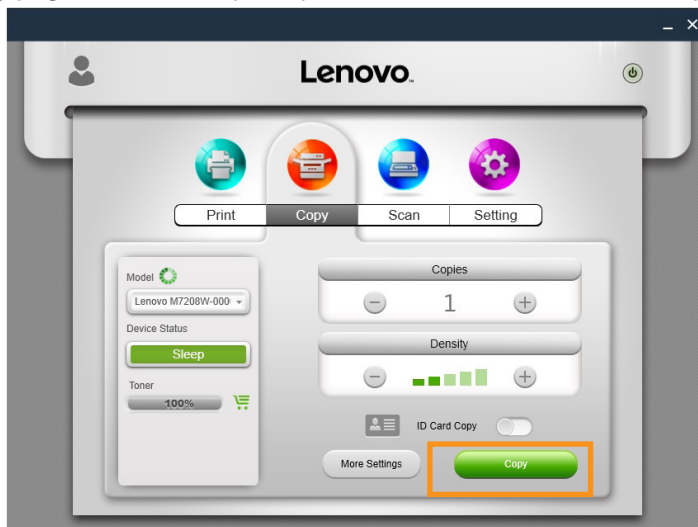 Lenovo™
Print Copy Scan Setting
Model
Lenovo M7208W-000
Device Status
Sleep
Toner
100%
Copies
1
Density
ID Card Copy
More Settings Copy